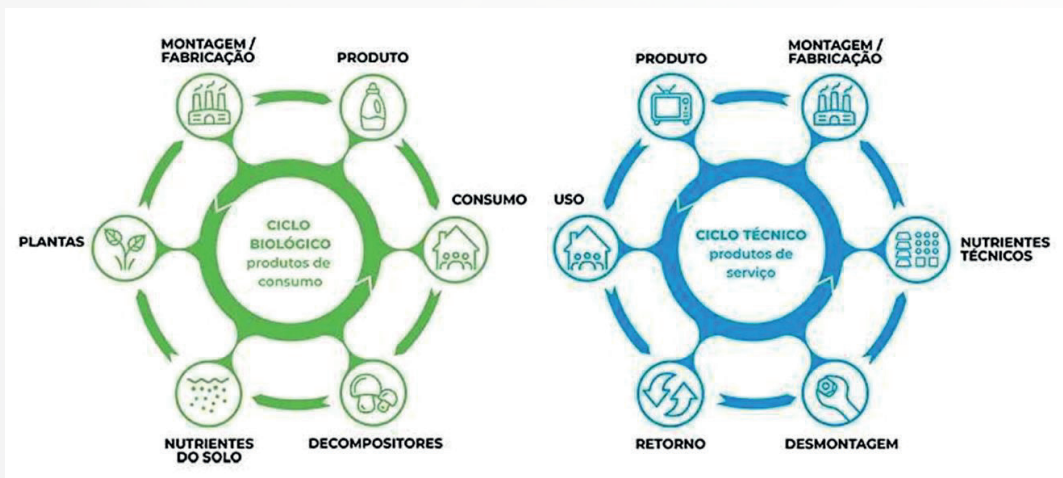 MONTAGEM /
FABRICAÇÃO
PRODUTO
CONSUMO
DECOMPOSITORES
NUTRIENTES
DO SOLO
PLANTAS
CICLO
BIOLÓGICO
produtos de
consumo
MONTAGEM /
FABRICAÇÃO
PRODUTO
USO
RETORNO
DESMONTAGEM
NUTRIENTES
TÉCNICOS
CICLO TÉCNICO
produtos de
serviço